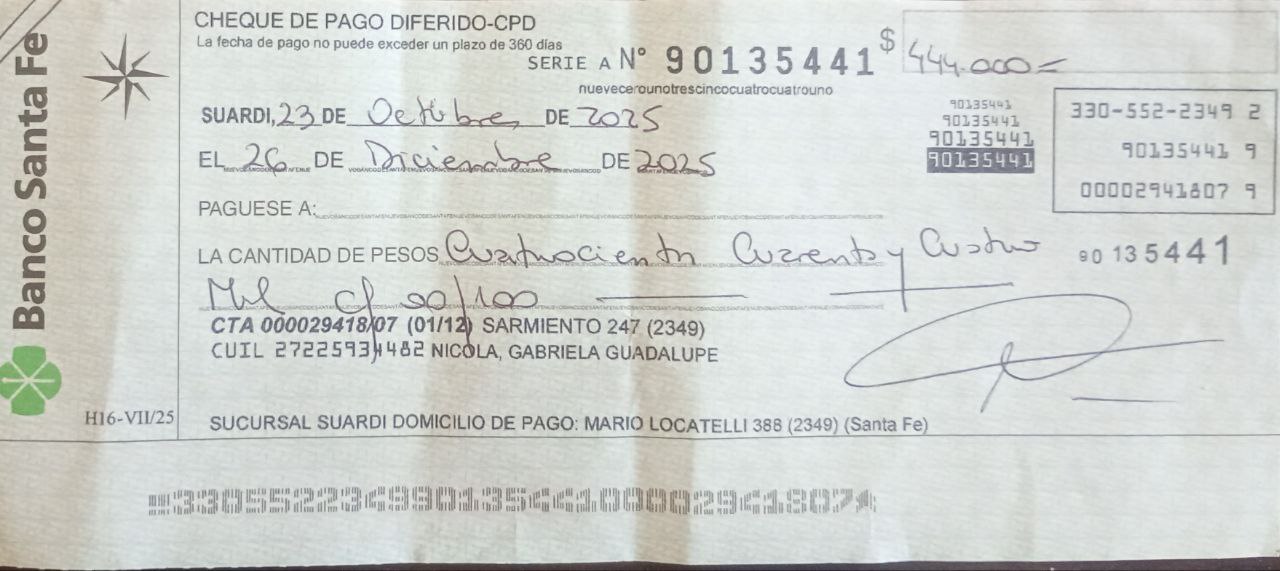 Banco Santa Fe
CHEQUE DE PAGO DIFERIDO-CPD
La fecha de pago no puede exceder un plazo de 360 días
SERIE A N° 90135441
$ 444.000=
nuevecerounotrescincocuatrocuatrouno
SUARDI, 23 DE Octubre DE 2025
EL 26 DE Diciembre DE 2025
90135441
90135441
90135441
90135441
330-552-2349 2
90135441 9
00002941807 9
PAGUESE A:
LA CANTIDAD DE PESOS Cuatrociento Cuarenta y Cuatro
Mil c/ 00/100
90135441
CTA 000029418/07 (01/12) SARMIENTO 247 (2349)
CUIL 27225934482 NICOLA, GABRIELA GUADALUPE
H16-VII/25
SUCURSAL SUARDI DOMICILIO DE PAGO: MARIO LOCATELLI 388 (2349) (Santa Fe)